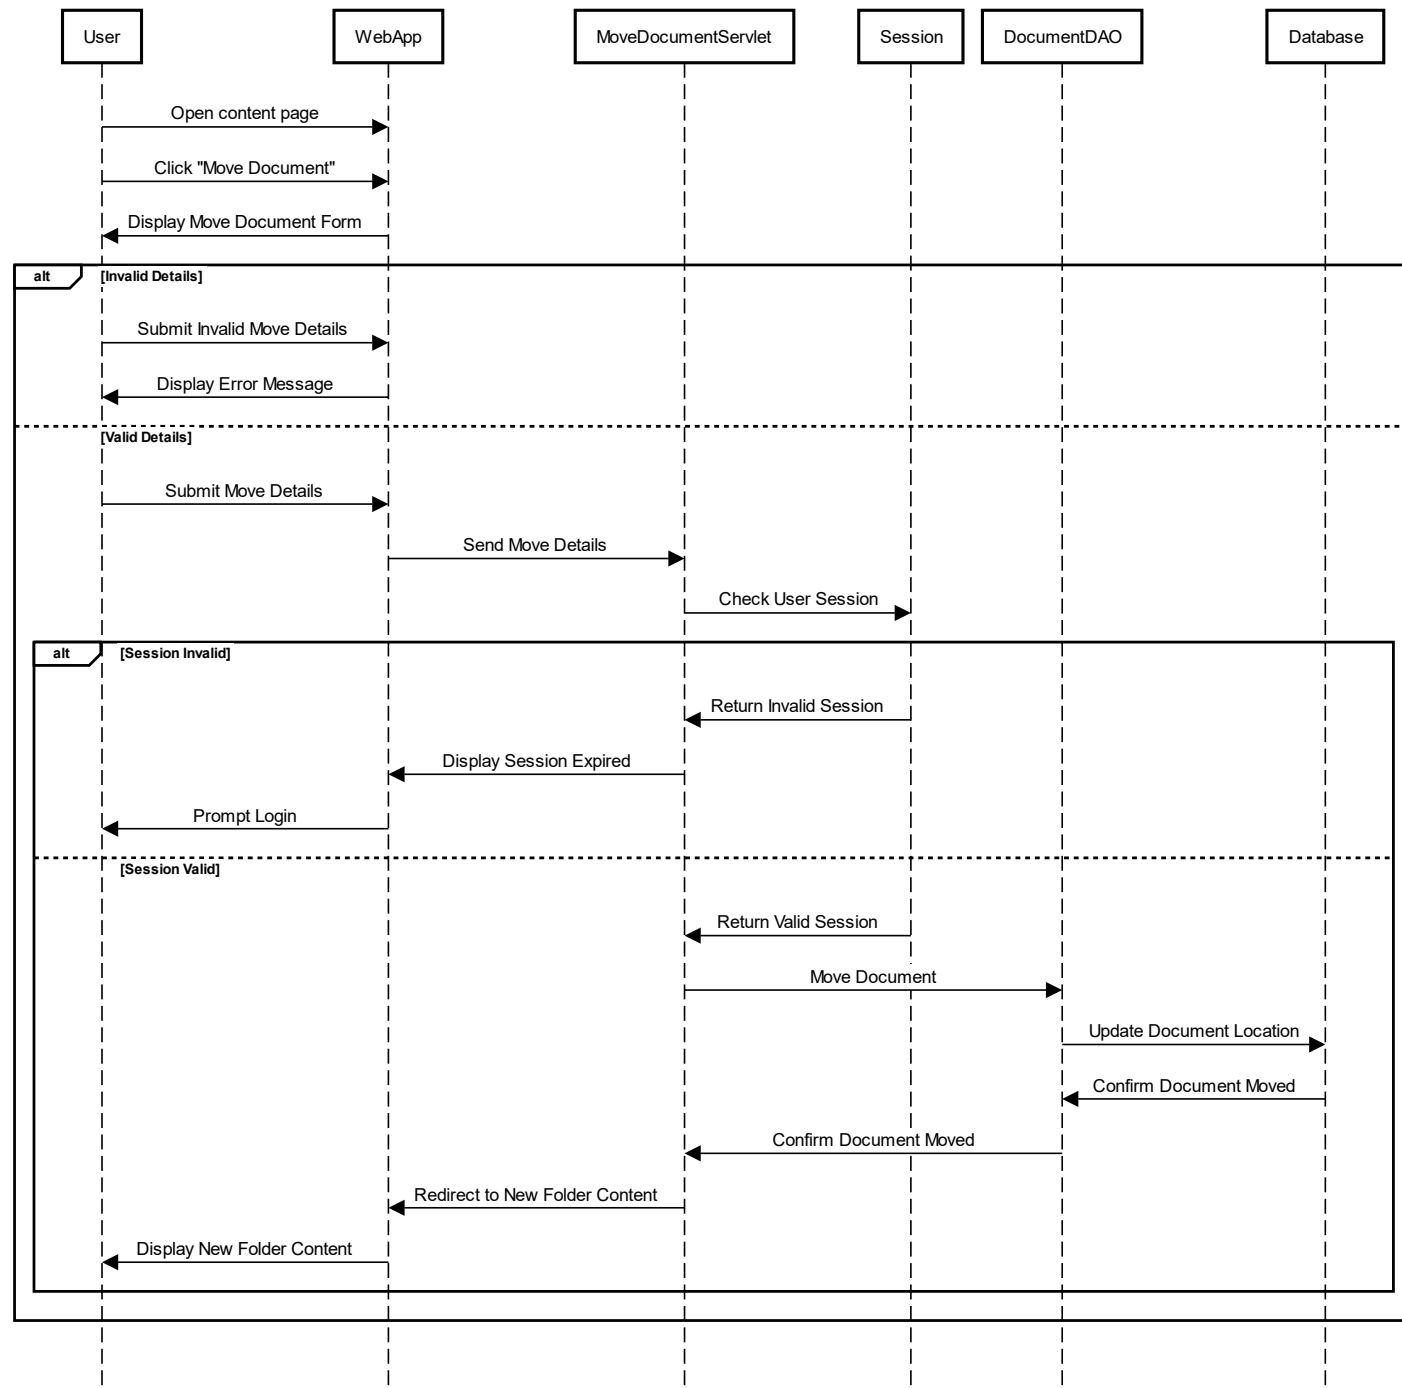 User
WebApp
MoveDocumentServlet
Session
DocumentDAO
Database
Open content page
Click "Move Document"
Display Move Document Form
alt
[Invalid Details]
Submit Invalid Move Details
Display Error Message
[Valid Details]
Submit Move Details
Send Move Details
Check User Session
alt
[Session Invalid]
Return Invalid Session
Display Session Expired
Prompt Login
[Session Valid]
Return Valid Session
Move Document
Update Document Location
Confirm Document Moved
Confirm Document Moved
Redirect to New Folder Content
Display New Folder Content